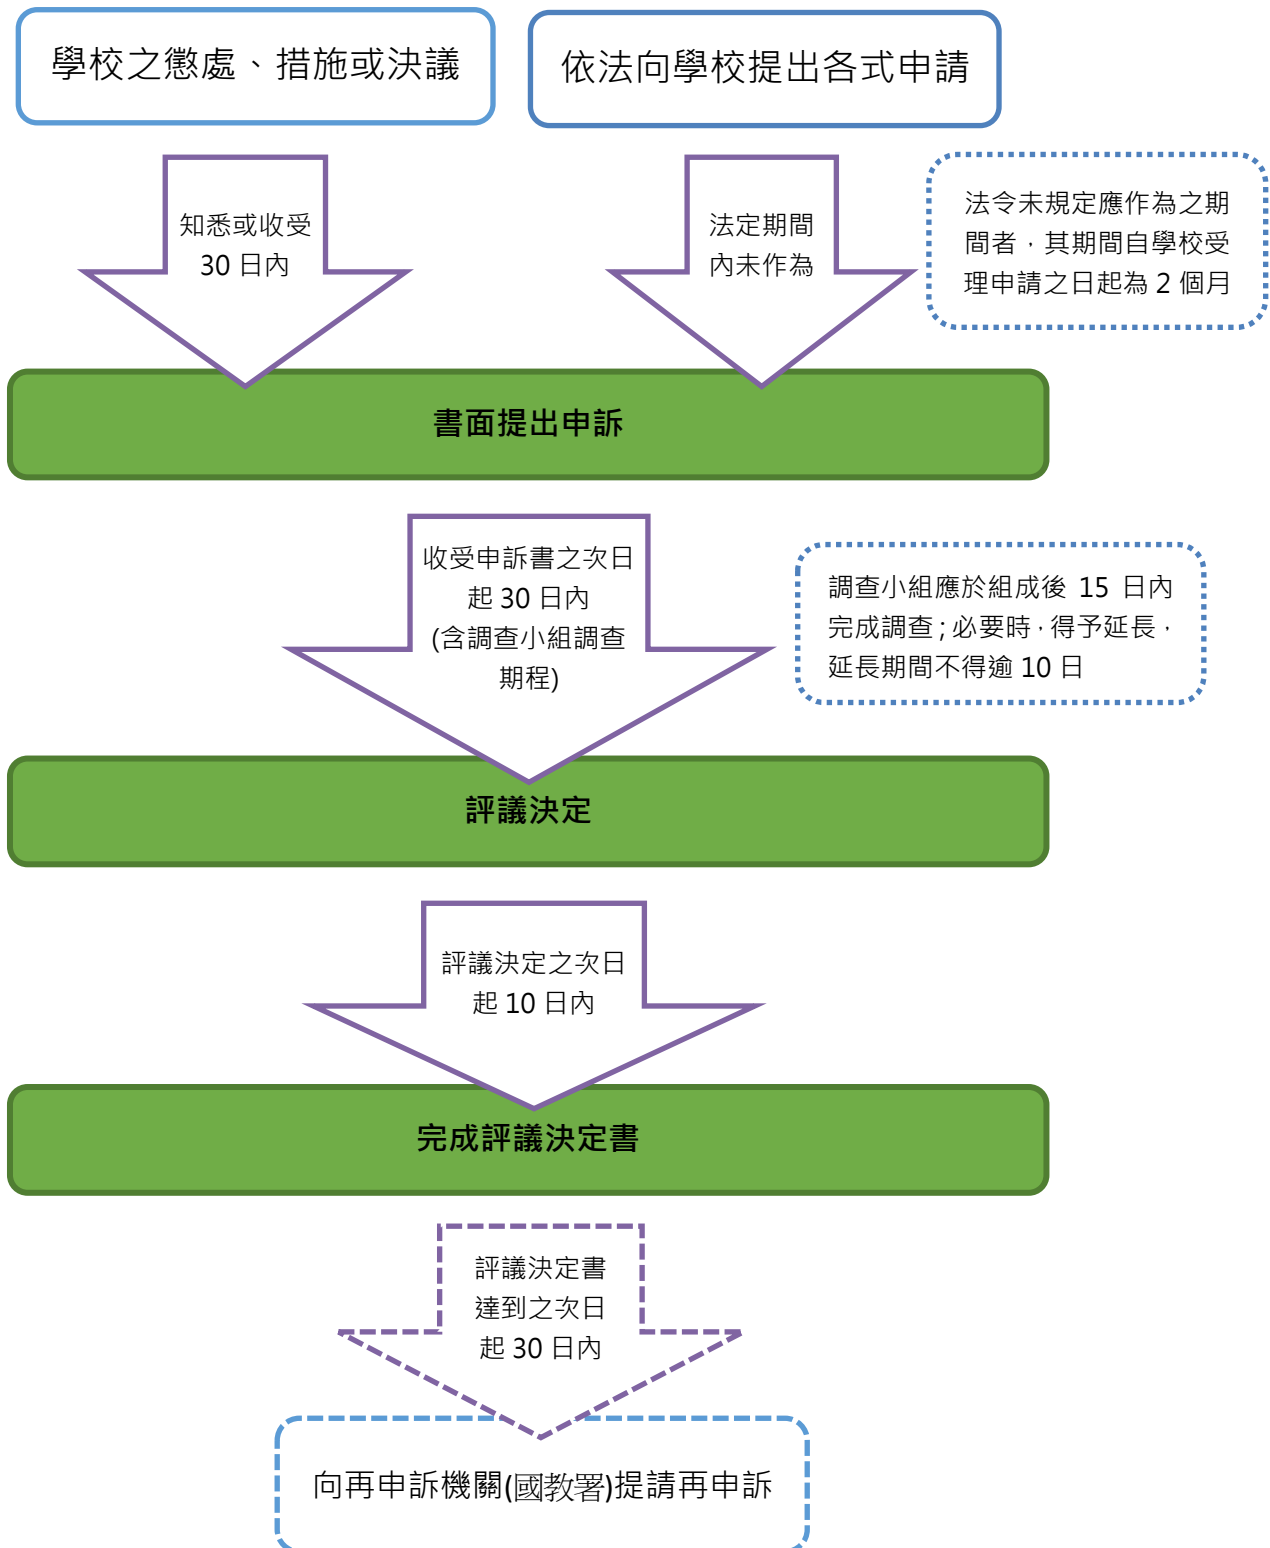 學校之懲處、措施或決議
依法向學校提出各式申請
知悉或收受
30 日內
法定期間
內未作為
法令未規定應作為之期
間者，其期間自學校受
理申請之日起為 2 個月
書面提出申訴
收受申訴書之次日
起 30 日內
(含調查小組調查
期程)
調查小組應於組成後 15 日內
完成調查；必要時，得予延長，
延長期間不得逾 10 日
評議決定
評議決定之次日
起 10 日內
完成評議決定書
評議決定書
達到之次日
起 30 日內
向再申訴機關(國教署)提請再申訴